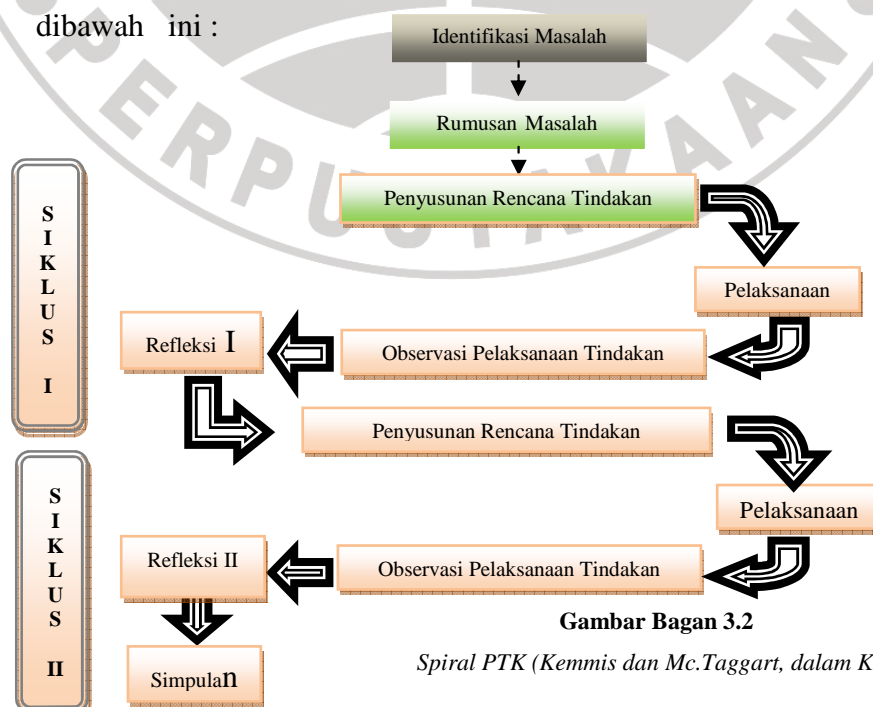 dibawah ini :
PERPUSTAKAAN
Identifikasi Masalah
Rumusan Masalah
Penyusunan Rencana Tindakan
SIKLUS I
Pelaksanaan
Refleksi I
Observasi Pelaksanaan Tindakan
Penyusunan Rencana Tindakan
SIKLUS II
Pelaksanaan
Refleksi II
Observasi Pelaksanaan Tindakan
Gambar Bagan 3.2
Simpulan
Spiral PTK (Kemmis dan Mc.Taggart, dalam K